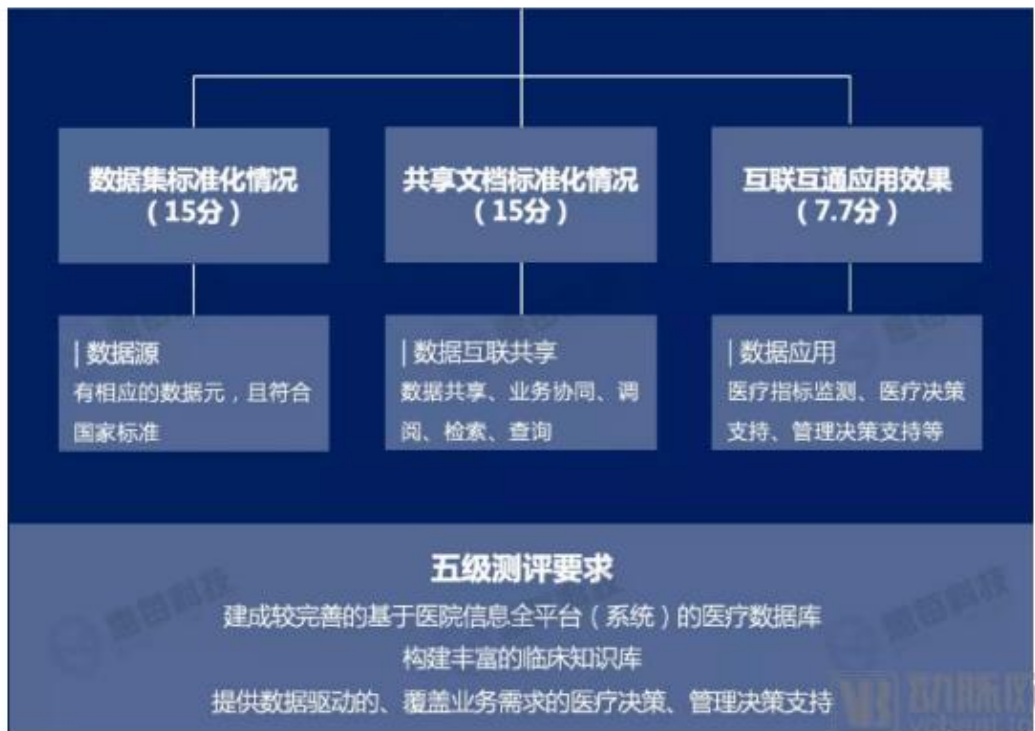 数据集标准化情况
（15分）
共享文档标准化情况
（15分）
互联互通应用效果
（7.7分）
| 数据源
有相应的数据元，且符合
国家标准
| 数据互联共享
数据共享、业务协同、调
阅、检索、查询
| 数据应用
医疗指标监测、医疗决策
支持、管理决策支持等
五级测评要求
建成较完善的基于医院信息全平台（系统）的医疗数据库
构建丰富的临床知识库
提供数据驱动的、覆盖业务需求的医疗决策、管理决策支持